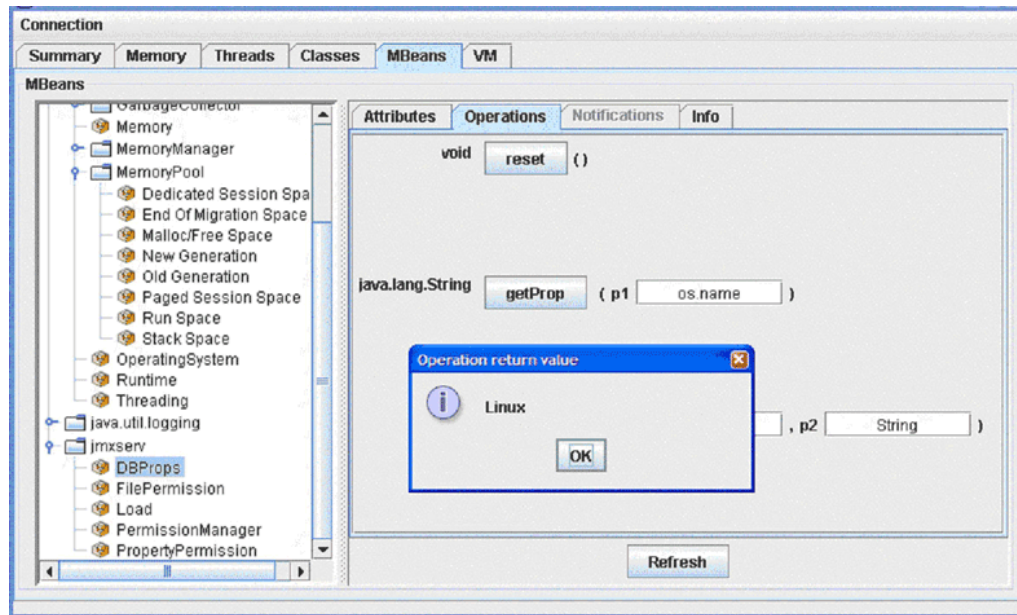 Connection
Summary Memory Threads Classes MBeans VM
MBeans
GarbageCollector
Memory
MemoryManager
MemoryPool
Dedicated Session Spa
End Of Migration Space
Malloc/Free Space
New Generation
Old Generation
Paged Session Space
Run Space
Stack Space
OperatingSystem
Runtime
Threading
java.util.logging
jmxserv
DBProps
FilePermission
Load
PermissionManager
PropertyPermission
Attributes Operations Notifications Info
void reset ( )
java.lang.String getProp ( p1 os.name )
Operation return value
i Linux
OK
, p2 String )
Refresh